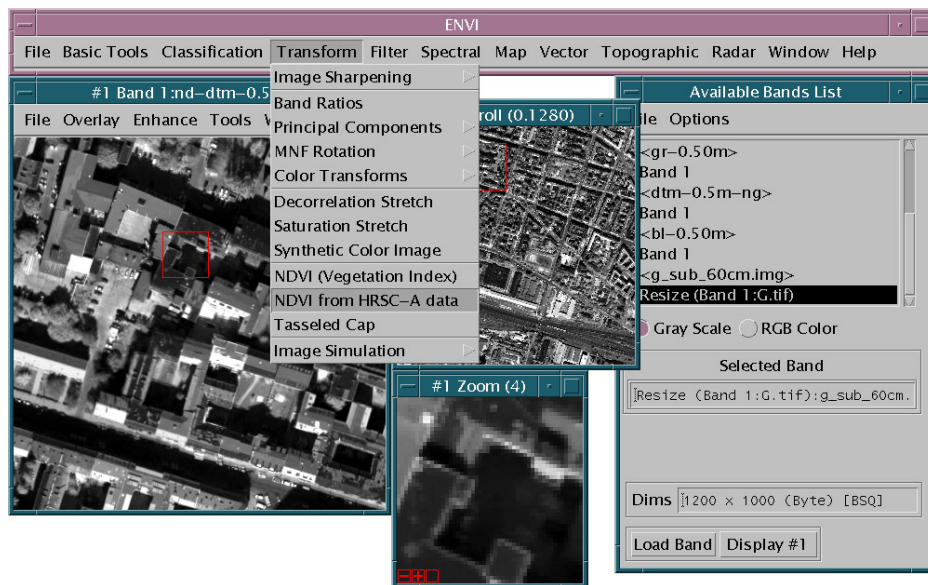 ENVI
File Basic Tools Classification Transform Filter Spectral Map Vector Topographic Radar Window Help
#1 Band 1:nd-dtm-0.5
File Overlay Enhance Tools
Image Sharpening
Band Ratios
Principal Components
MNF Rotation
Color Transforms
Decorrelation Stretch
Saturation Stretch
Synthetic Color Image
NDVI (Vegetation Index)
NDVI from HRSC-A data
Tasseled Cap
Image Simulation
roll (0.1280)
#1 Zoom (4)
Available Bands List
ile Options
<gr-0.50m>
Band 1
<dtm-0.5m-ng>
Band 1
<bl-0.50m>
Band 1
<g_sub_60cm.img>
Resize (Band 1:G.tif)
Gray Scale RGB Color
Selected Band
Resize (Band 1:G.tif):g_sub_60cm.
Dims 1200 x 1000 (Byte) [BSQ]
Load Band Display #1